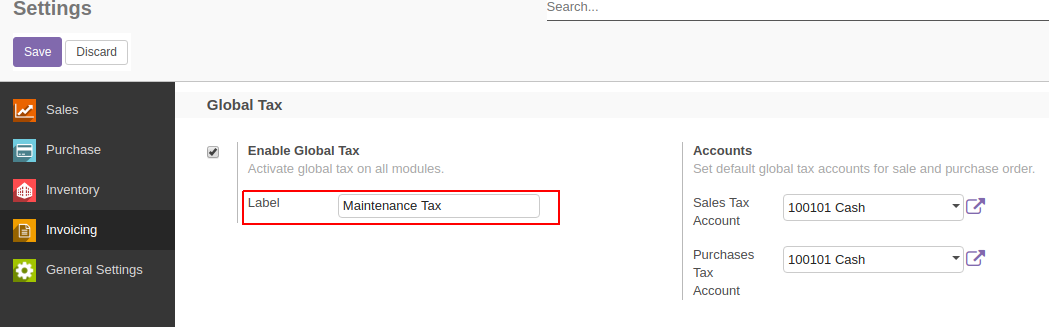 Settings
Search...
Save
Discard
Sales
Purchase
Inventory
Invoicing
General Settings
Global Tax
Enable Global Tax
Activate global tax on all modules.
Label
Maintenance Tax
Accounts
Set default global tax accounts for sale and purchase order.
Sales Tax
Account
100101 Cash
Purchases
Tax
Account
100101 Cash